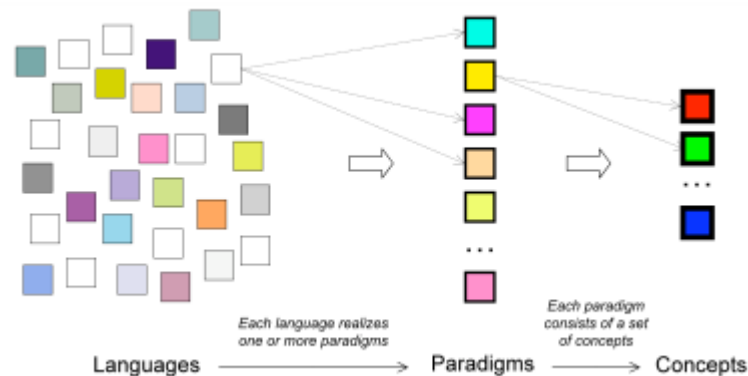 ...
...
Each language realizes
one or more paradigms
Each paradigm
consists of a set
of concepts
Languages
Paradigms
Concepts